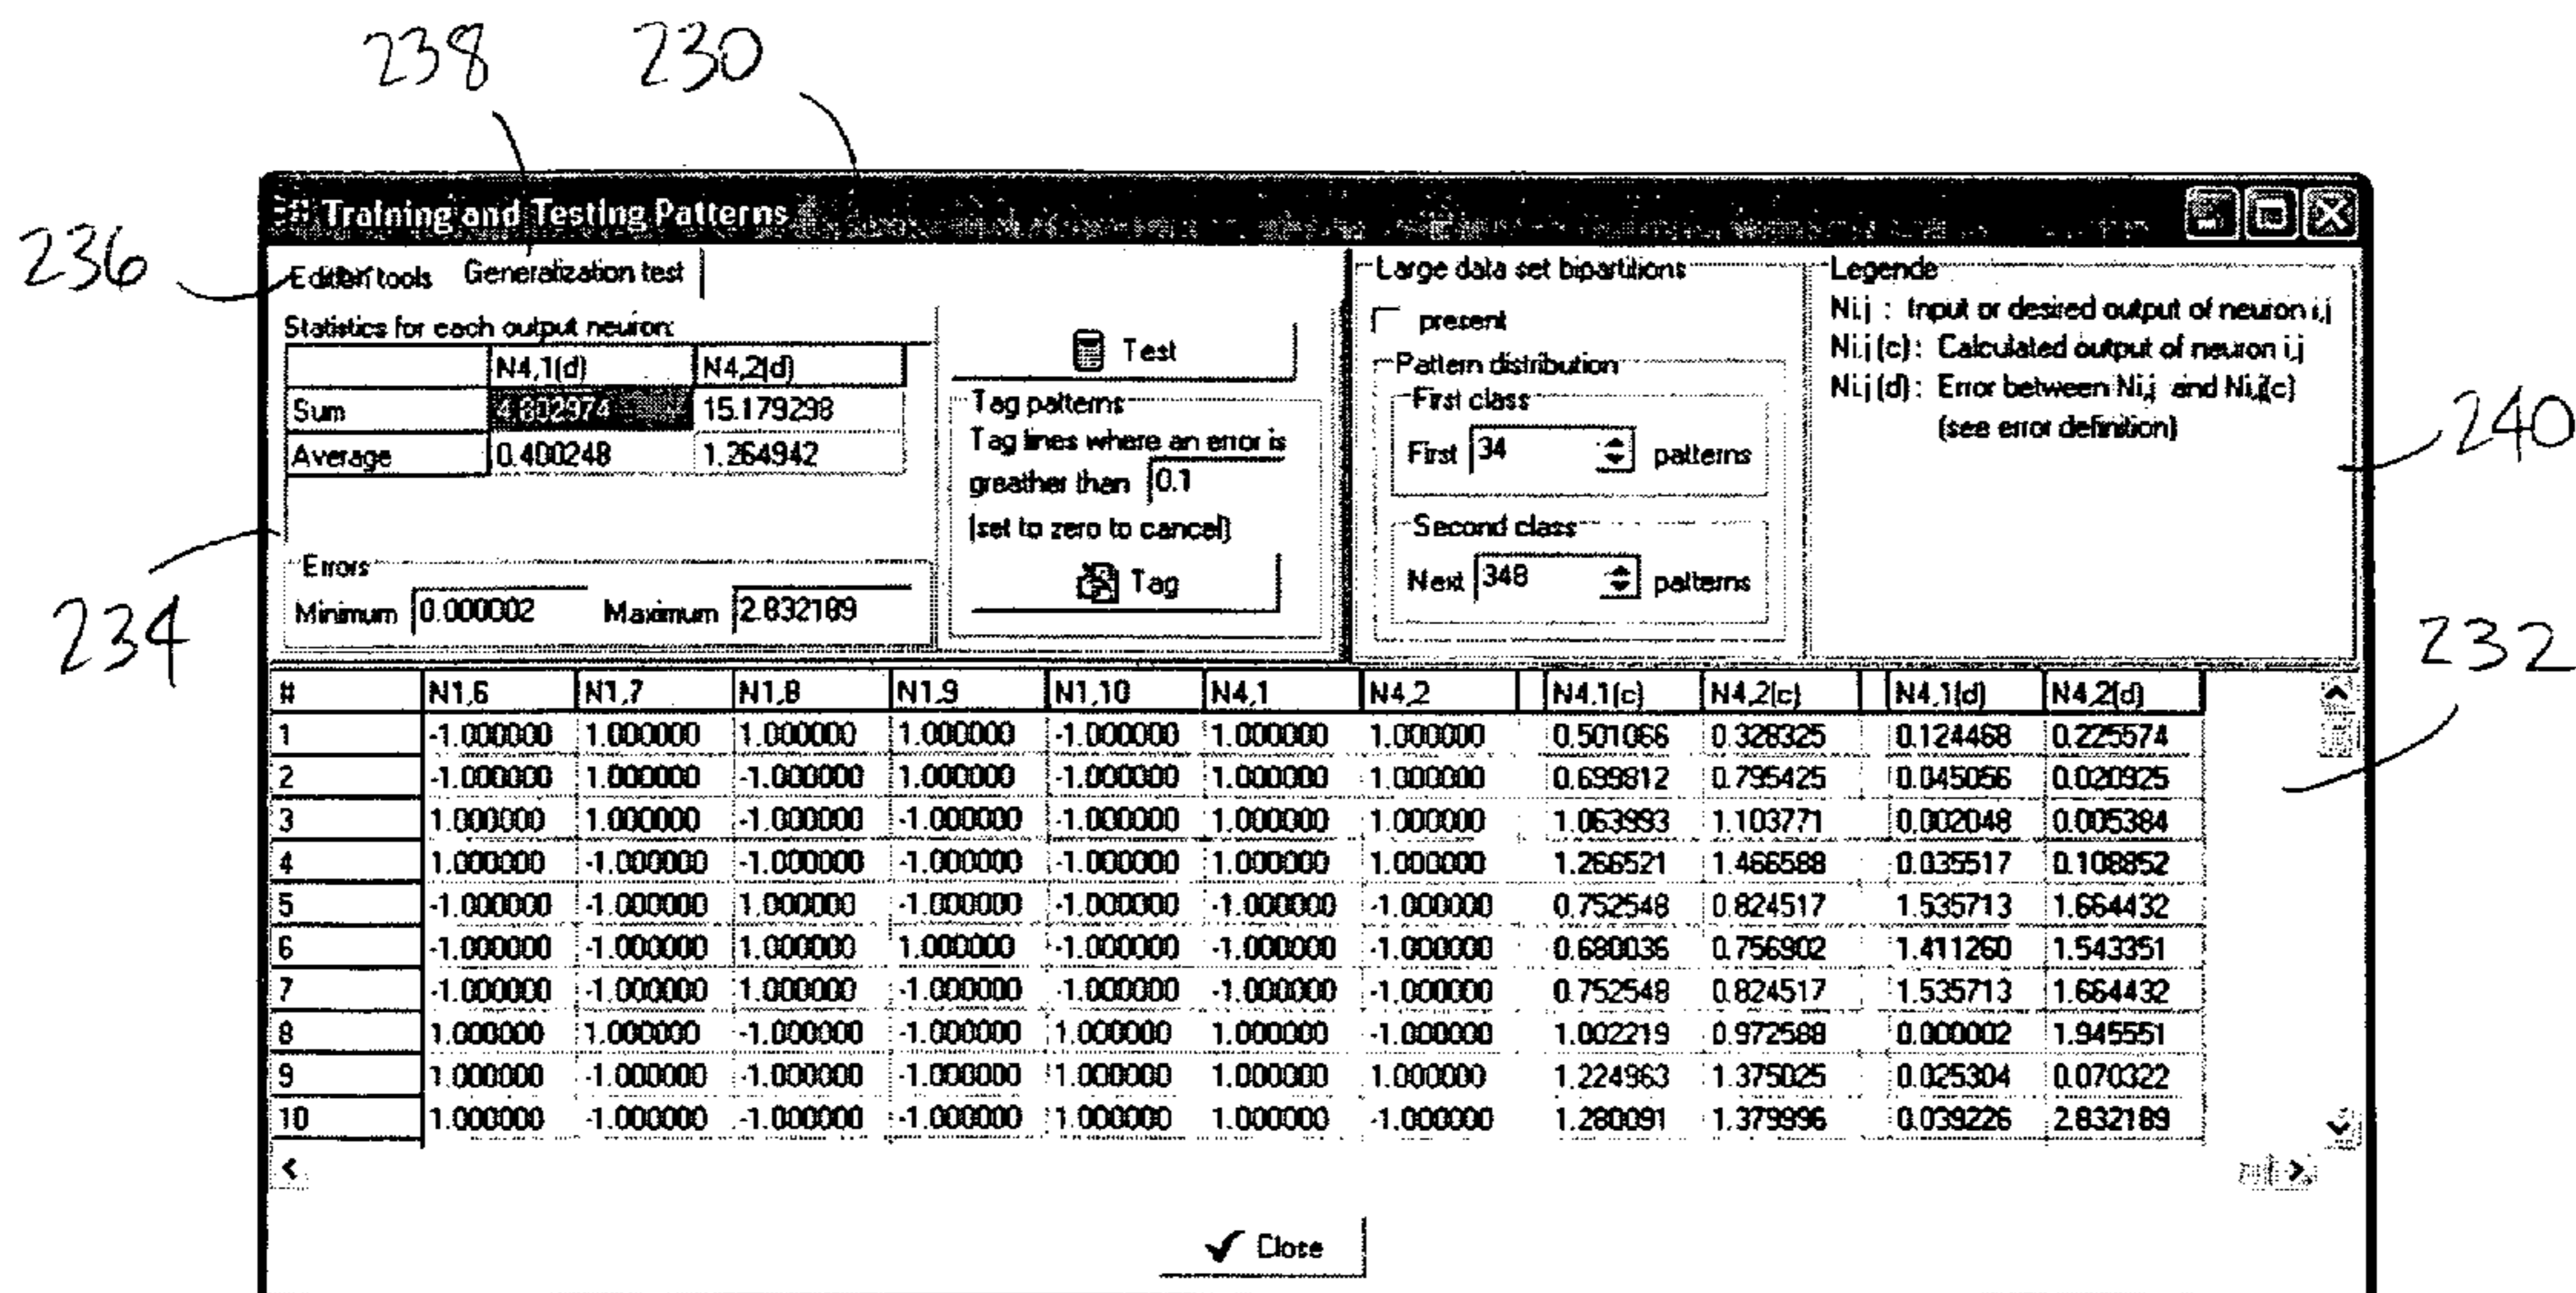 238 230
Training and Testing Patterns
236
Edition tools Generalization test
Statistics for each output neuron:
N4,1(d) N4,2(d)
Sum 4.802974 15.179298
Average 0.400248 1.264942
234
Errors
Minimum 0.000002 Maximum 2.832189
Test
Tag patterns
Tag lines where an error is
greather than 0.1
(set to zero to cancel)
Tag
Large data set bipartitions
present
Pattern distribution
First class
First 34 patterns
Second class
Next 348 patterns
Legende
Ni,j : Input or desired output of neuron i,j
Ni,j(c): Calculated output of neuron i,j
Ni,j(d): Error between Ni,j and Ni,j(c)
(see error definition)
240
232
# N1,6 N1,7 N1,8 N1,9 N1,10 N4,1 N4,2 N4,1(c) N4,2(c) N4,1(d) N4,2(d)
1 -1.000000 1.000000 1.000000 1.000000 -1.000000 1.000000 1.000000 0.501066 0.328325 0.124468 0.225574
2 -1.000000 1.000000 -1.000000 1.000000 -1.000000 1.000000 1.000000 0.699812 0.795425 0.045056 0.020925
3 1.000000 1.000000 -1.000000 -1.000000 -1.000000 1.000000 1.000000 1.063993 1.103771 0.002048 0.005384
4 1.000000 -1.000000 -1.000000 -1.000000 -1.000000 1.000000 1.000000 1.266521 1.466588 0.035517 0.108852
5 -1.000000 -1.000000 1.000000 -1.000000 -1.000000 -1.000000 -1.000000 0.752548 0.824517 1.535713 1.664432
6 -1.000000 -1.000000 1.000000 1.000000 -1.000000 -1.000000 -1.000000 0.680036 0.756902 1.411260 1.543351
7 -1.000000 -1.000000 1.000000 -1.000000 -1.000000 -1.000000 -1.000000 0.752548 0.824517 1.535713 1.664432
8 1.000000 1.000000 -1.000000 -1.000000 1.000000 1.000000 -1.000000 1.002219 0.972588 0.000002 1.945551
9 1.000000 -1.000000 -1.000000 -1.000000 1.000000 1.000000 1.000000 1.224963 1.375025 0.025304 0.070322
10 1.000000 -1.000000 -1.000000 -1.000000 1.000000 1.000000 -1.000000 1.280091 1.379996 0.039226 2.832189
Close